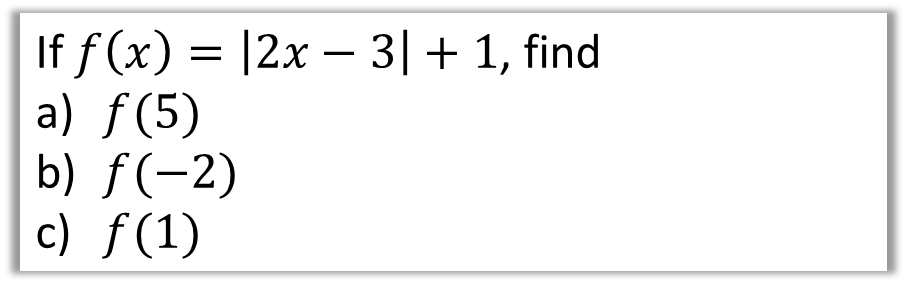 If f(x) = |2x − 3| + 1, find
a) f(5)
b) f(−2)
c) f(1)